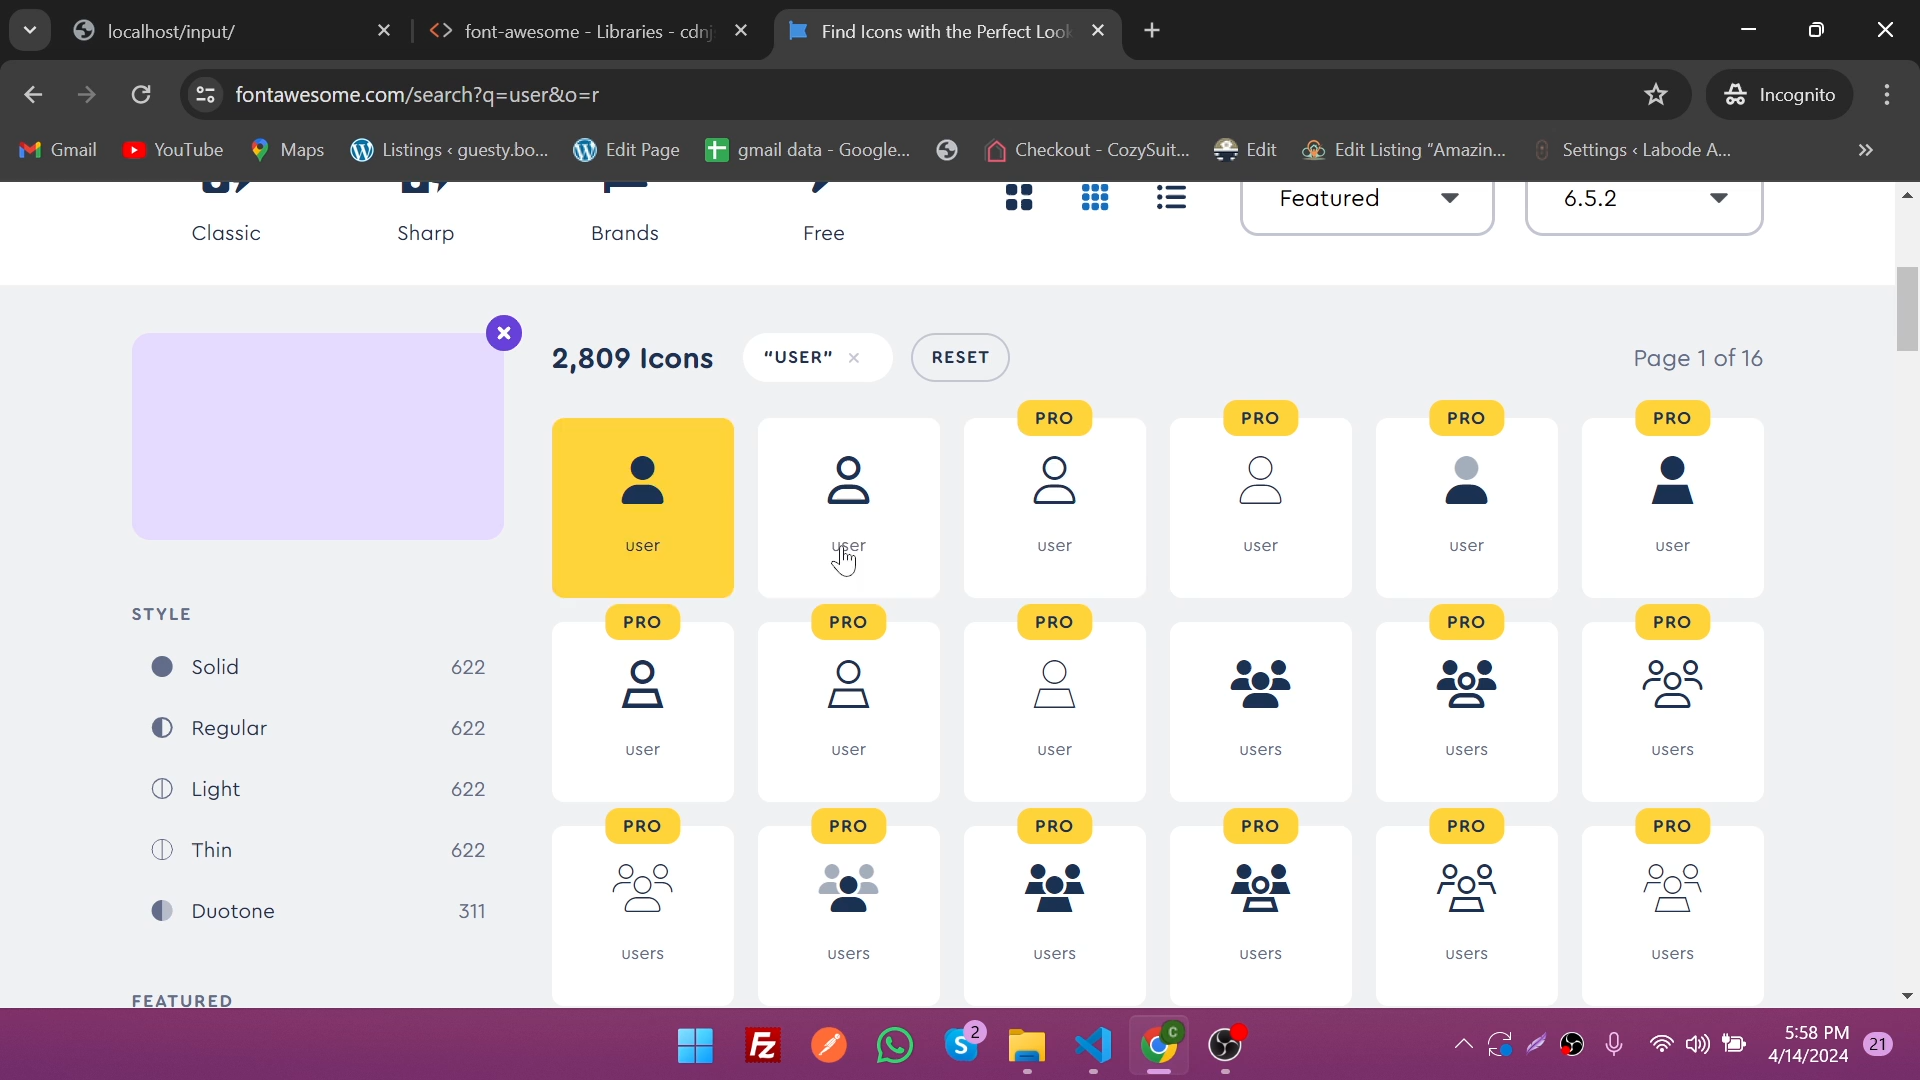 localhost/input/
font-awesome - Libraries - cdnj
Find Icons with the Perfect Look
fontawesome.com/search?q=user&o=r
Incognito
Gmail
YouTube
Maps
Listings ‹ guesty.bo...
Edit Page
gmail data - Google...
Checkout - CozySuit...
Edit
Edit Listing "Amazin...
Settings ‹ Labode A...
»
Classic
Sharp
Brands
Free
Featured
6.5.2
2,809 Icons
"USER"
RESET
Page 1 of 16
PRO PRO PRO PRO
user user user user user user
STYLE
Solid 622
Regular 622
Light 622
Thin 622
Duotone 311
FEATURED
PRO PRO PRO PRO PRO
user user user users users users
PRO PRO PRO PRO PRO PRO
users users users users users users
Fz
S
2
C
5:58 PM
4/14/2024
21